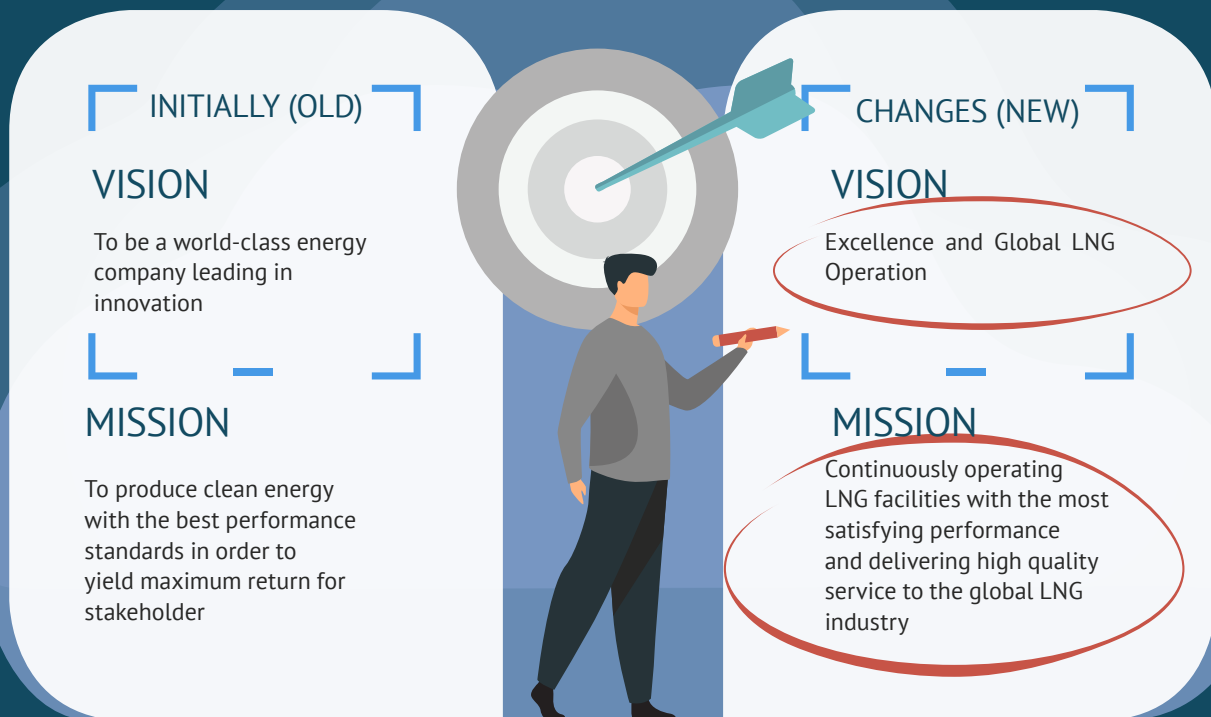 INITIALLY (OLD)
VISION
To be a world-class energy
company leading in
innovation
MISSION
To produce clean energy
with the best performance
standards in order to
yield maximum return for
stakeholder
CHANGES (NEW)
VISION
Excellence and Global LNG
Operation
MISSION
Continuously operating
LNG facilities with the most
satisfying performance
and delivering high quality
service to the global LNG
industry